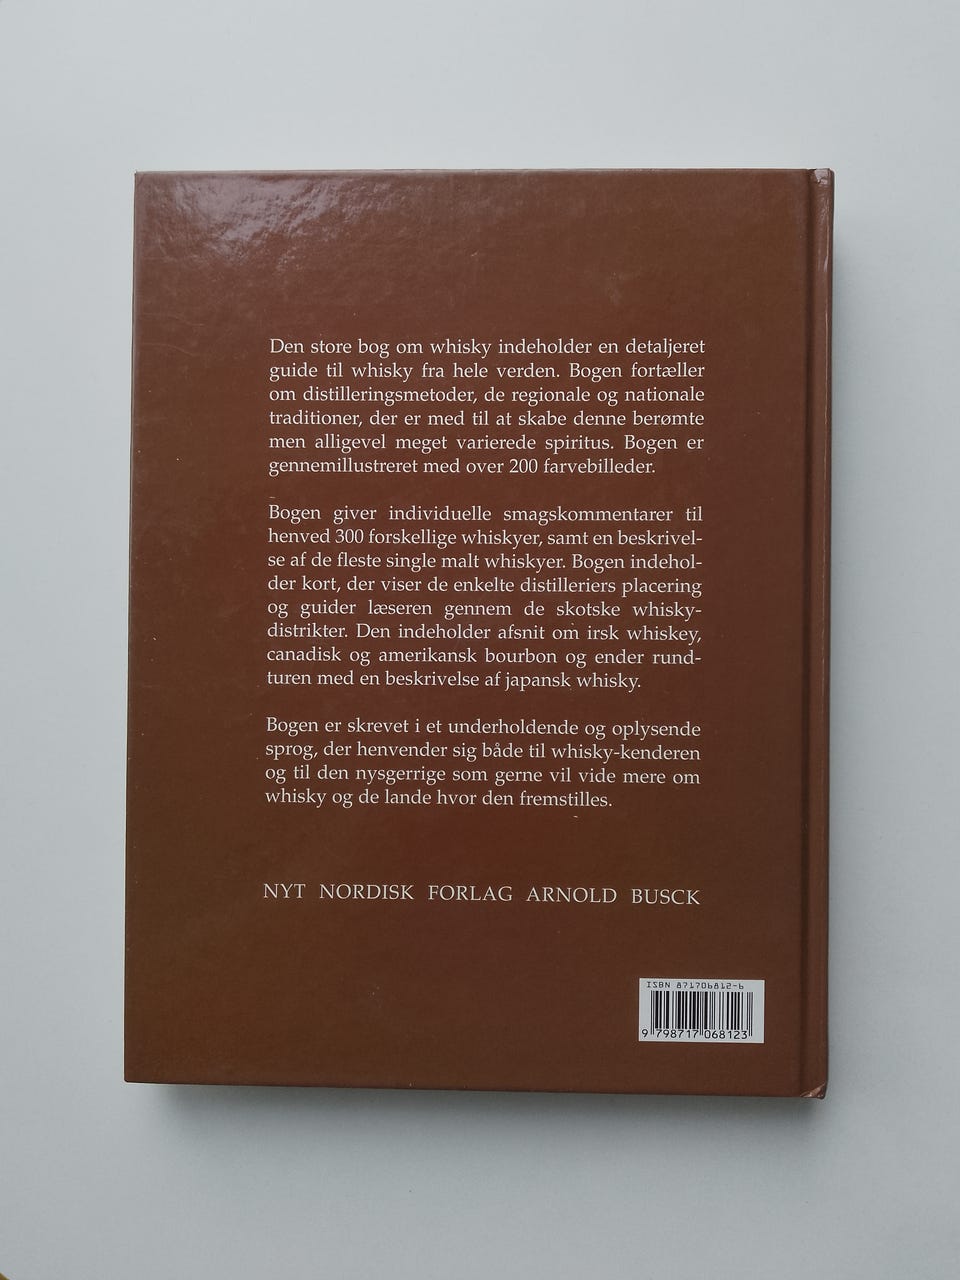 Den store bog om whisky indeholder en detaljeret
guide til whisky fra hele verden. Bogen fortæller
om distilleringsmetoder, de regionale og nationale
traditioner, der er med til at skabe denne berømte
men alligevel meget varierede spiritus. Bogen er
gennemillustreret med over 200 farvebilleder.
Bogen giver individuelle smagskommentarer til
henved 300 forskellige whiskyer, samt en beskrivel-
se af de fleste single malt whiskyer. Bogen indehol-
der kort, der viser de enkelte distilleriers placering
og guider læseren gennem de skotske whisky-
distrikter. Den indeholder afsnit om irsk whiskey,
canadisk og amerikansk bourbon og ender rund-
turen med en beskrivelse af japansk whisky.
Bogen er skrevet i et underholdende og oplysende
sprog, der henvender sig både til whisky-kenderen
og til den nysgerrige som gerne vil vide mere om
whisky og de lande hvor den fremstilles.
NYT NORDISK FORLAG ARNOLD BUSCK
ISBN 871706812-6
9 798717 068123